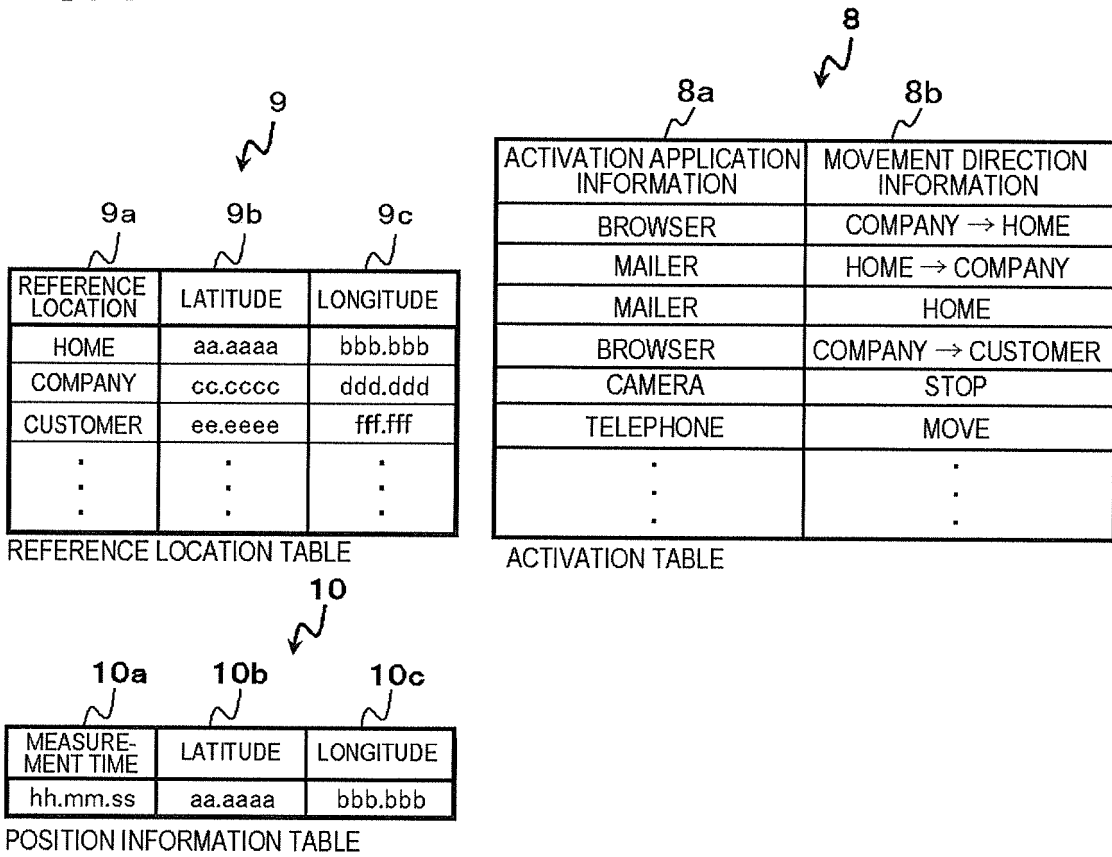 8
8a 8b
ACTIVATION APPLICATION INFORMATION MOVEMENT DIRECTION INFORMATION
BROWSER COMPANY → HOME
MAILER HOME → COMPANY
MAILER HOME
BROWSER COMPANY → CUSTOMER
CAMERA STOP
TELEPHONE MOVE
ACTIVATION TABLE
9
9a 9b 9c
REFERENCE LOCATION LATITUDE LONGITUDE
HOME aa.aaaa bbb.bbb
COMPANY cc.cccc ddd.ddd
CUSTOMER ee.eeee fff.fff
REFERENCE LOCATION TABLE
10
10a 10b 10c
MEASURE-MENT TIME LATITUDE LONGITUDE
hh.mm.ss aa.aaaa bbb.bbb
POSITION INFORMATION TABLE